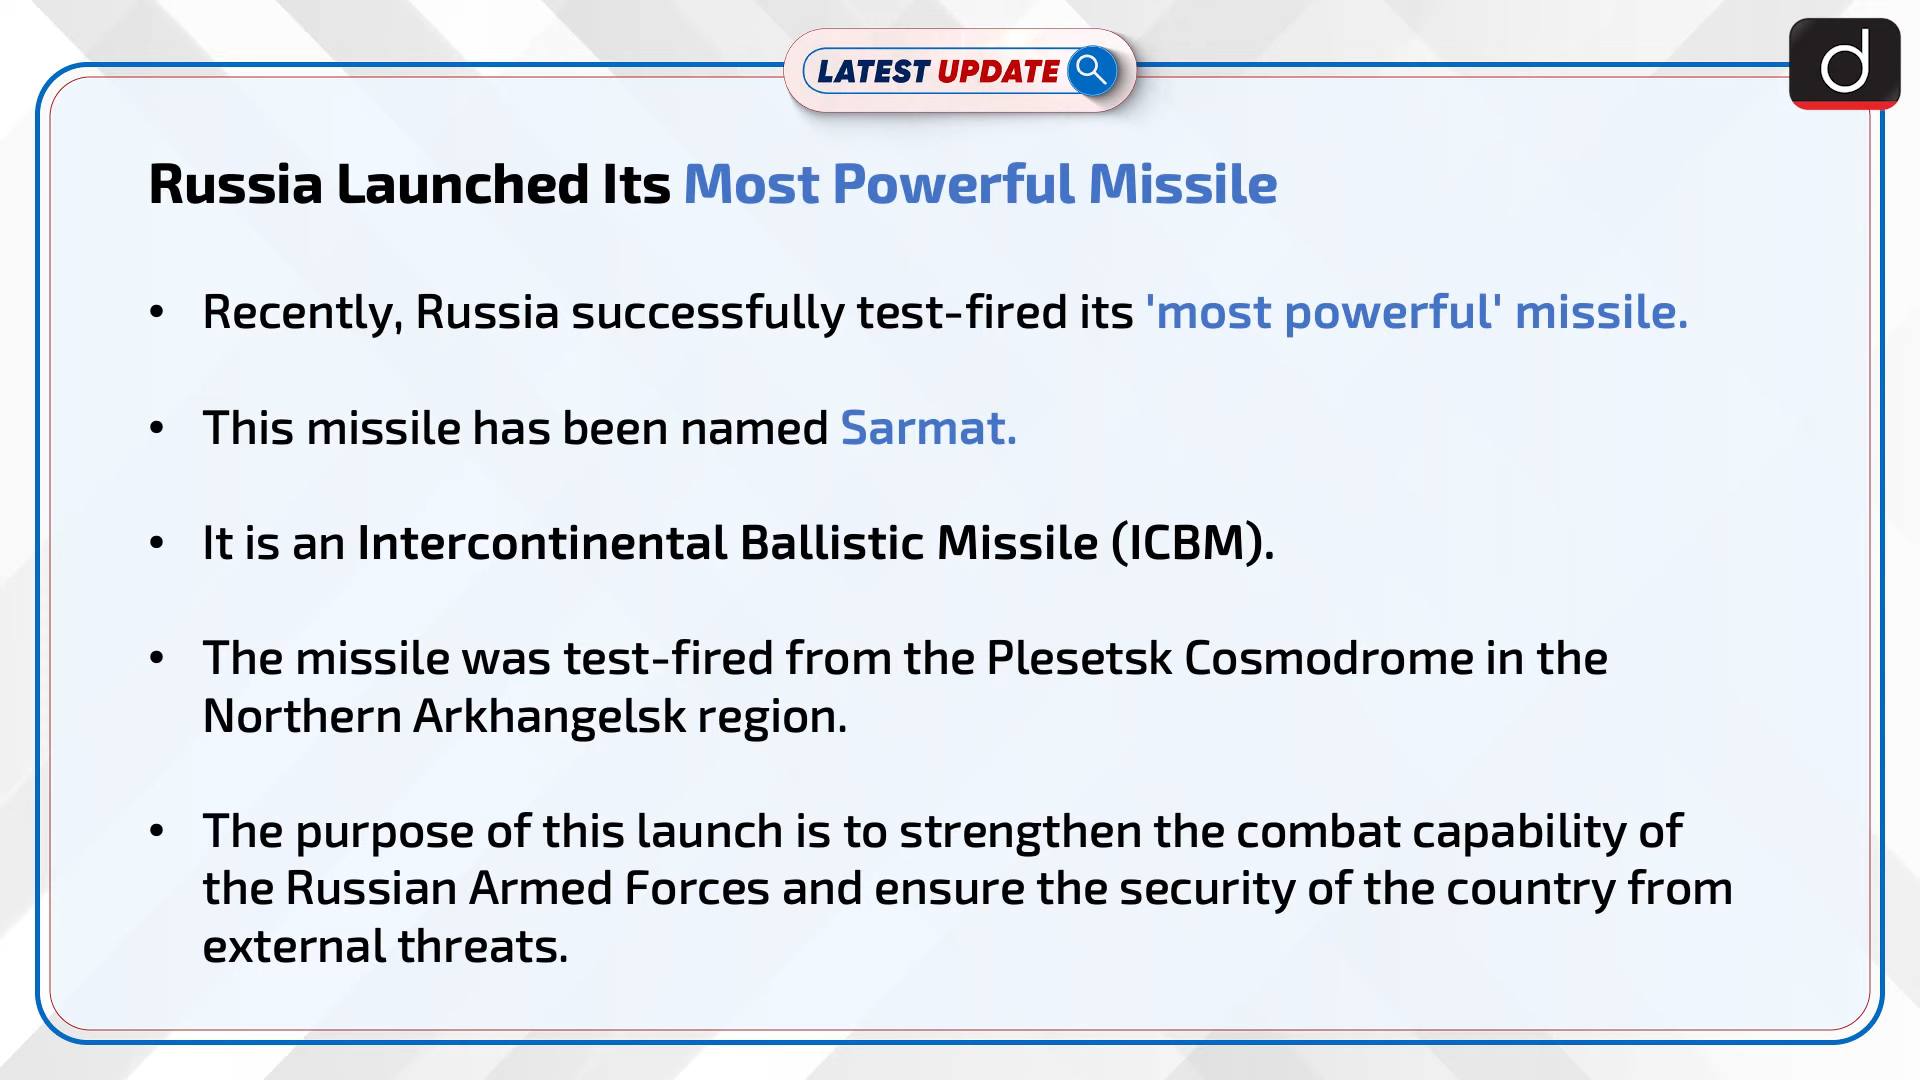 LATEST UPDATE
d
Russia Launched Its Most Powerful Missile
• Recently, Russia successfully test-fired its 'most powerful' missile.
• This missile has been named Sarmat.
• It is an Intercontinental Ballistic Missile (ICBM).
• The missile was test-fired from the Plesetsk Cosmodrome in the
Northern Arkhangelsk region.
• The purpose of this launch is to strengthen the combat capability of
the Russian Armed Forces and ensure the security of the country from
external threats.